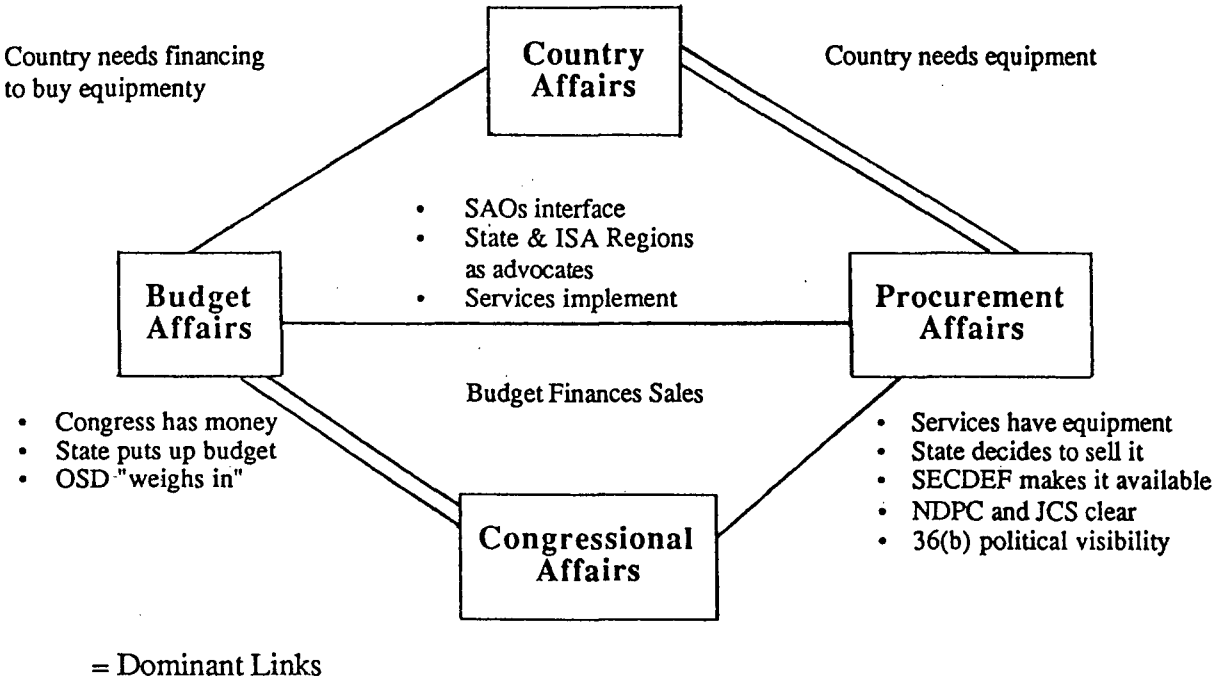 Country needs financing
to buy equipmenty
Country
Affairs
Country needs equipment
• SAOs interface
• State & ISA Regions
as advocates
• Services implement
Budget
Affairs
Procurement
Affairs
Budget Finances Sales
• Congress has money
• State puts up budget
• OSD "weighs in"
• Services have equipment
• State decides to sell it
• SECDEF makes it available
• NDPC and JCS clear
• 36(b) political visibility
Congressional
Affairs
= Dominant Links